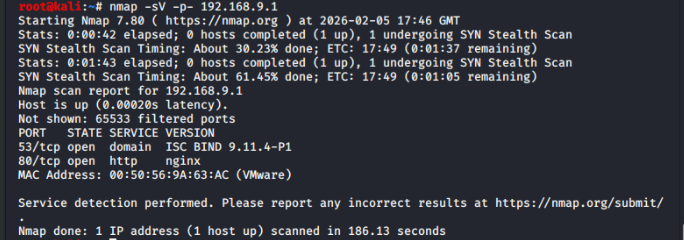 root@kali:~# nmap -sV -p- 192.168.9.1
Starting Nmap 7.80 ( https://nmap.org ) at 2026-02-05 17:46 GMT
Stats: 0:00:42 elapsed; 0 hosts completed (1 up), 1 undergoing SYN Stealth Scan
SYN Stealth Scan Timing: About 30.23% done; ETC: 17:49 (0:01:37 remaining)
Stats: 0:01:43 elapsed; 0 hosts completed (1 up), 1 undergoing SYN Stealth Scan
SYN Stealth Scan Timing: About 61.45% done; ETC: 17:49 (0:01:05 remaining)
Nmap scan report for 192.168.9.1
Host is up (0.00020s latency).
Not shown: 65533 filtered ports
PORT   STATE SERVICE VERSION
53/tcp open  domain  ISC BIND 9.11.4-P1
80/tcp open  http    nginx
MAC Address: 00:50:56:9A:63:AC (VMware)

Service detection performed. Please report any incorrect results at https://nmap.org/submit/
.
Nmap done: 1 IP address (1 host up) scanned in 186.13 seconds